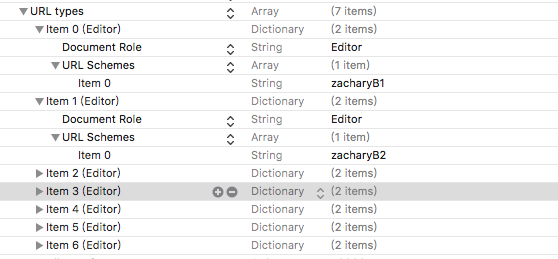 URL types Array (7 items)
Item 0 (Editor) Dictionary (2 items)
Document Role String Editor
URL Schemes Array (1 item)
Item 0 String zacharyB1
Item 1 (Editor) Dictionary (2 items)
Document Role String Editor
URL Schemes Array (1 item)
Item 0 String zacharyB2
Item 2 (Editor) Dictionary (2 items)
Item 3 (Editor) Dictionary (2 items)
Item 4 (Editor) Dictionary (2 items)
Item 5 (Editor) Dictionary (2 items)
Item 6 (Editor) Dictionary (2 items)